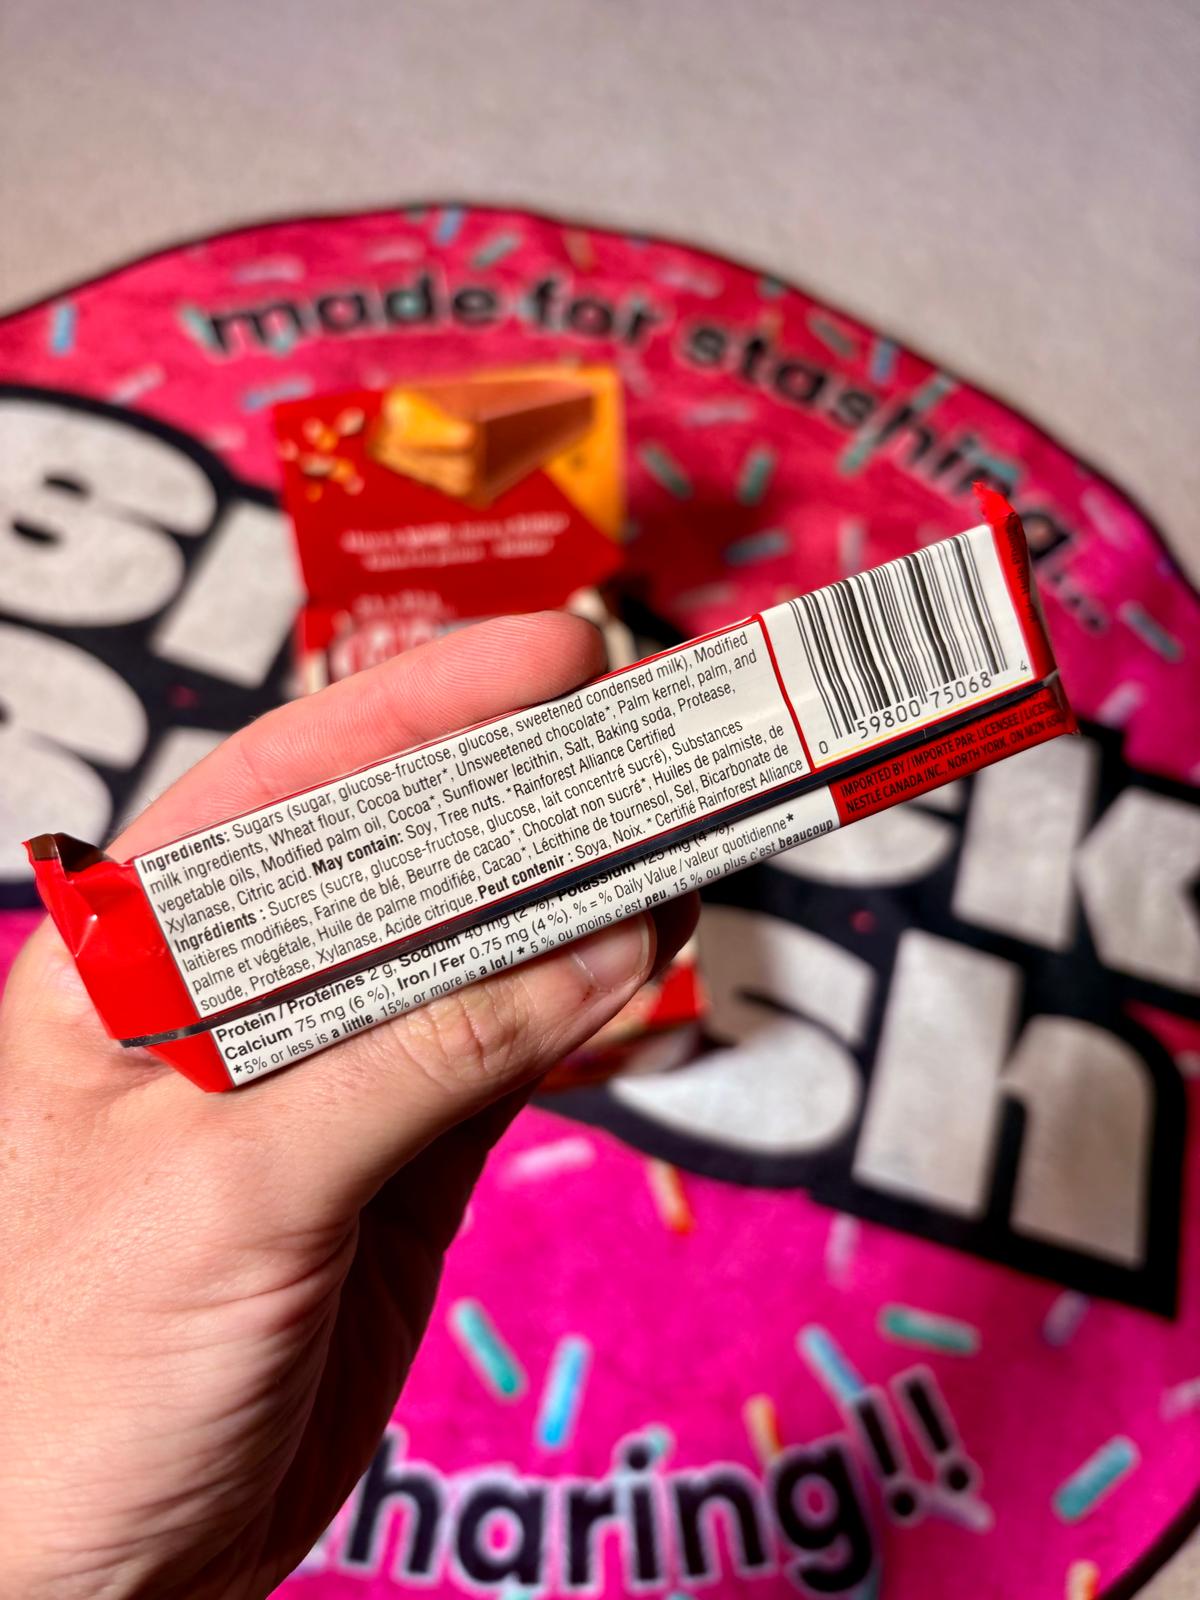 made for stashing...
Ingredients: Sugars (sugar, glucose-fructose, glucose, sweetened condensed milk), Modified
milk ingredients, Wheat flour, Cocoa butter*, Unsweetened chocolate*, Palm kernel, palm, and
vegetable oils, Modified palm oil, Cocoa*, Sunflower lecithin, Salt, Baking soda, Protease,
Xylanase, Citric acid. May contain: Soy, Tree nuts. *Rainforest Alliance Certified
Ingrédients : Sucres (sucre, glucose-fructose, glucose, lait concentré sucré), Substances
laitières modifiées, Farine de blé, Beurre de cacao*, Chocolat non sucré*, Huiles de palmiste, de
palme et végétale, Huile de palme modifiée, Cacao*, Lécithine de tournesol, Sel, Bicarbonate de
soude, Protéase, Xylanase, Acide citrique. Peut contenir : Soya, Noix. * Certifié Rainforest Alliance
0 59800 75068 4
IMPORTED BY / IMPORTÉ PAR: LICENSEE /
NESTLÉ CANADA INC., NORTH YORK, ON M2N
Protein / Protéines 2 g, Sodium 40 mg (2 %), Potassium 125 mg (4 %),
Calcium 75 mg (6 %), Iron / Fer 0.75 mg (4 %). % = % Daily Value / valeur quotidienne*
*5% or less is a little, 15% or more is a lot / * 5 % ou moins c'est peu, 15 % ou plus c'est beaucoup
haring!!